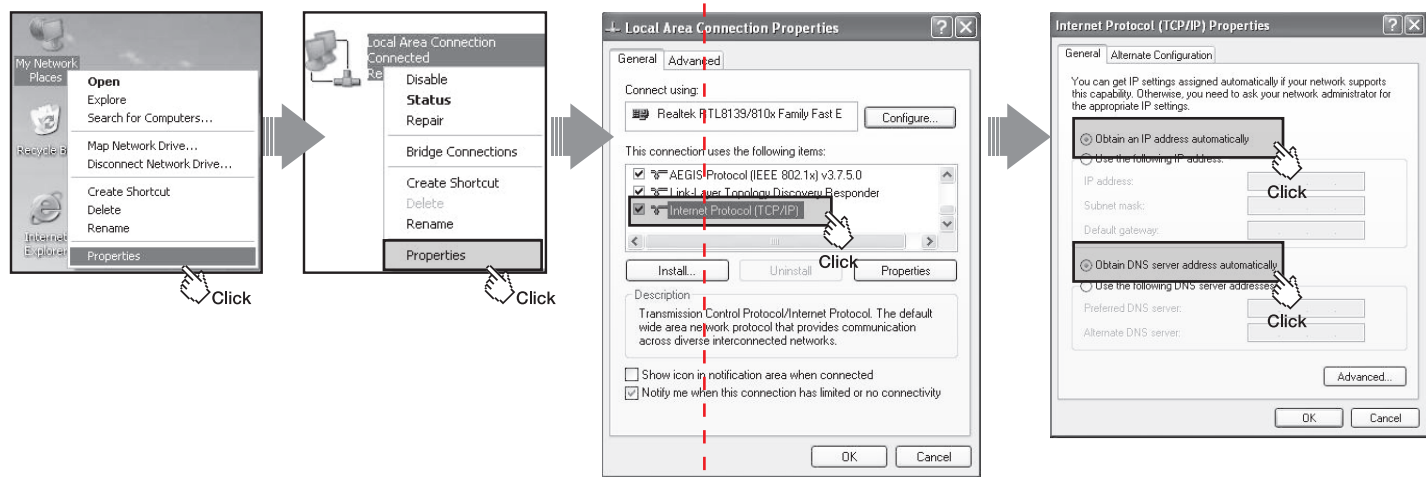 My Network
Places
Open
Explore
Search for Computers...
Map Network Drive...
Disconnect Network Drive...
Create Shortcut
Delete
Rename
Properties
Recycle B
Internet
Explorer
Click
Local Area Connection
Connected
Re
Disable
Status
Repair
Bridge Connections
Create Shortcut
Delete
Rename
Properties
Click
Local Area Connection Properties
General Advanced
Connect using:
Realtek RTL8139/810x Family Fast E
Configure...
This connection uses the following items:
AEGIS Protocol (IEEE 802.1x) v3.7.5.0
Link-Layer Topology Discovery Responder
Internet Protocol (TCP/IP)
Click
Install... Uninstall Properties
Description
Transmission Control Protocol/Internet Protocol. The default
wide area network protocol that provides communication
across diverse interconnected networks.
Show icon in notification area when connected
Notify me when this connection has limited or no connectivity
OK Cancel
Internet Protocol (TCP/IP) Properties
General Alternate Configuration
You can get IP settings assigned automatically if your network supports
this capability. Otherwise, you need to ask your network administrator for
the appropriate IP settings.
Obtain an IP address automatically
Use the following IP address:
Click
IP address:
Subnet mask:
Default gateway:
Obtain DNS server address automatically
Use the following DNS server addresses:
Click
Preferred DNS server:
Alternate DNS server:
Advanced...
OK Cancel